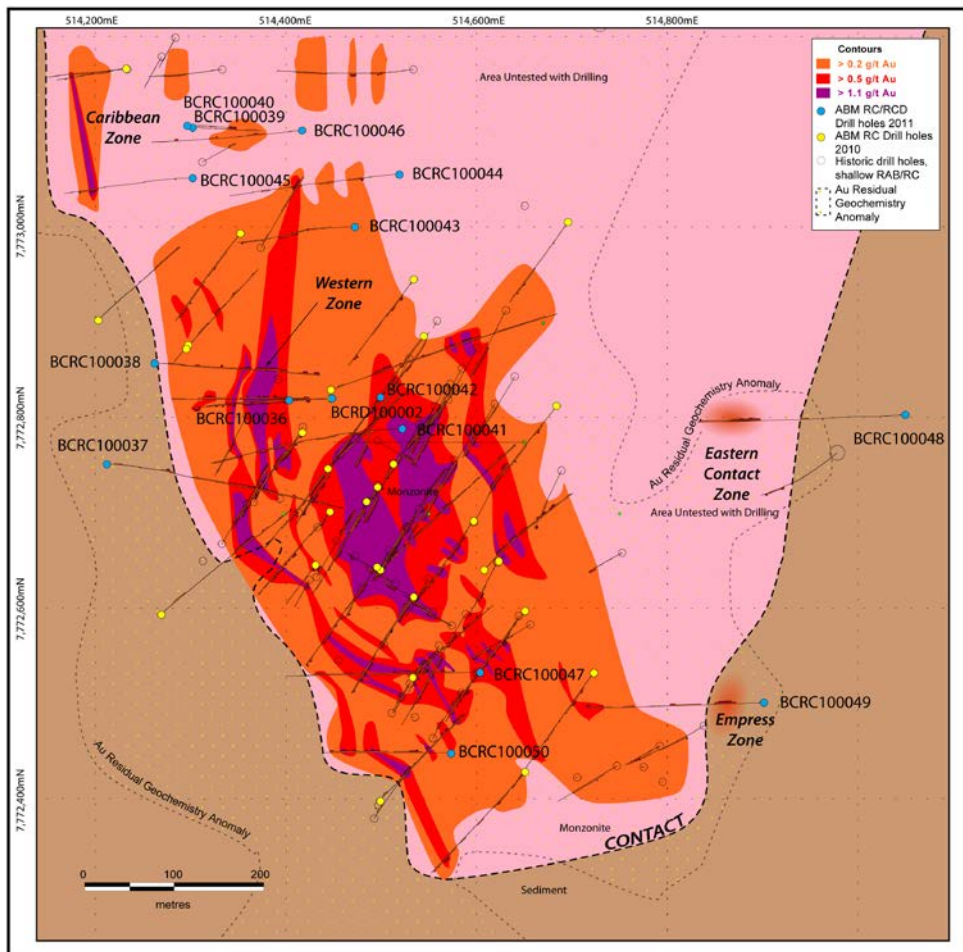 514,200mE
514,400mE
514,600mE
514,800mE
Contours
> 0.2 g/t Au
> 0.5 g/t Au
> 1.1 g/t Au
ABM RC/RCD
Drill holes 2011
ABM RC Drill holes
2010
Historic drill holes,
shallow RAB/RC
Au Residual
Geochemistry
Anomaly
Area Untested with Drilling
Caribbean
Zone
BCRC100040
BCRC100039
BCRC100046
BCRC100045
BCRC100044
7,773,000mN
BCRC100043
Western
Zone
BCRC100038
BCRC100042
BCRC100036
BCRD100002
BCRC100041
7,772,800mN
Au Residual Geochemistry Anomaly
BCRC100048
BCRC100037
Eastern
Contact
Zone
Monzonite
Area Untested with Drilling
7,772,600mN
BCRC100047
BCRC100049
Empress
Zone
BCRC100050
Au Residual Geochemistry Anomaly
7,772,400mN
Monzonite
CONTACT
Sediment
0 100 200
metres